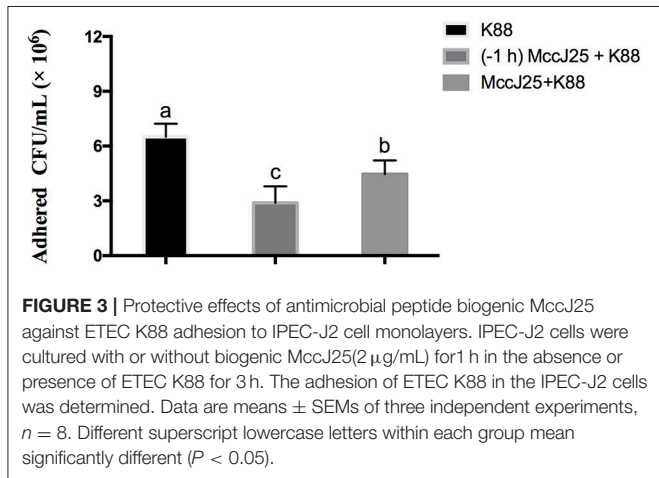 12
9
6
3
0
Adhered CFU/mL (× 10⁶)
a
c
b
K88
(-1 h) MccJ25 + K88
MccJ25+K88
FIGURE 3 | Protective effects of antimicrobial peptide biogenic MccJ25
against ETEC K88 adhesion to IPEC-J2 cell monolayers. IPEC-J2 cells were
cultured with or without biogenic MccJ25(2 μg/mL) for1 h in the absence or
presence of ETEC K88 for 3 h. The adhesion of ETEC K88 in the IPEC-J2 cells
was determined. Data are means ± SEMs of three independent experiments,
n = 8. Different superscript lowercase letters within each group mean
significantly different (P < 0.05).